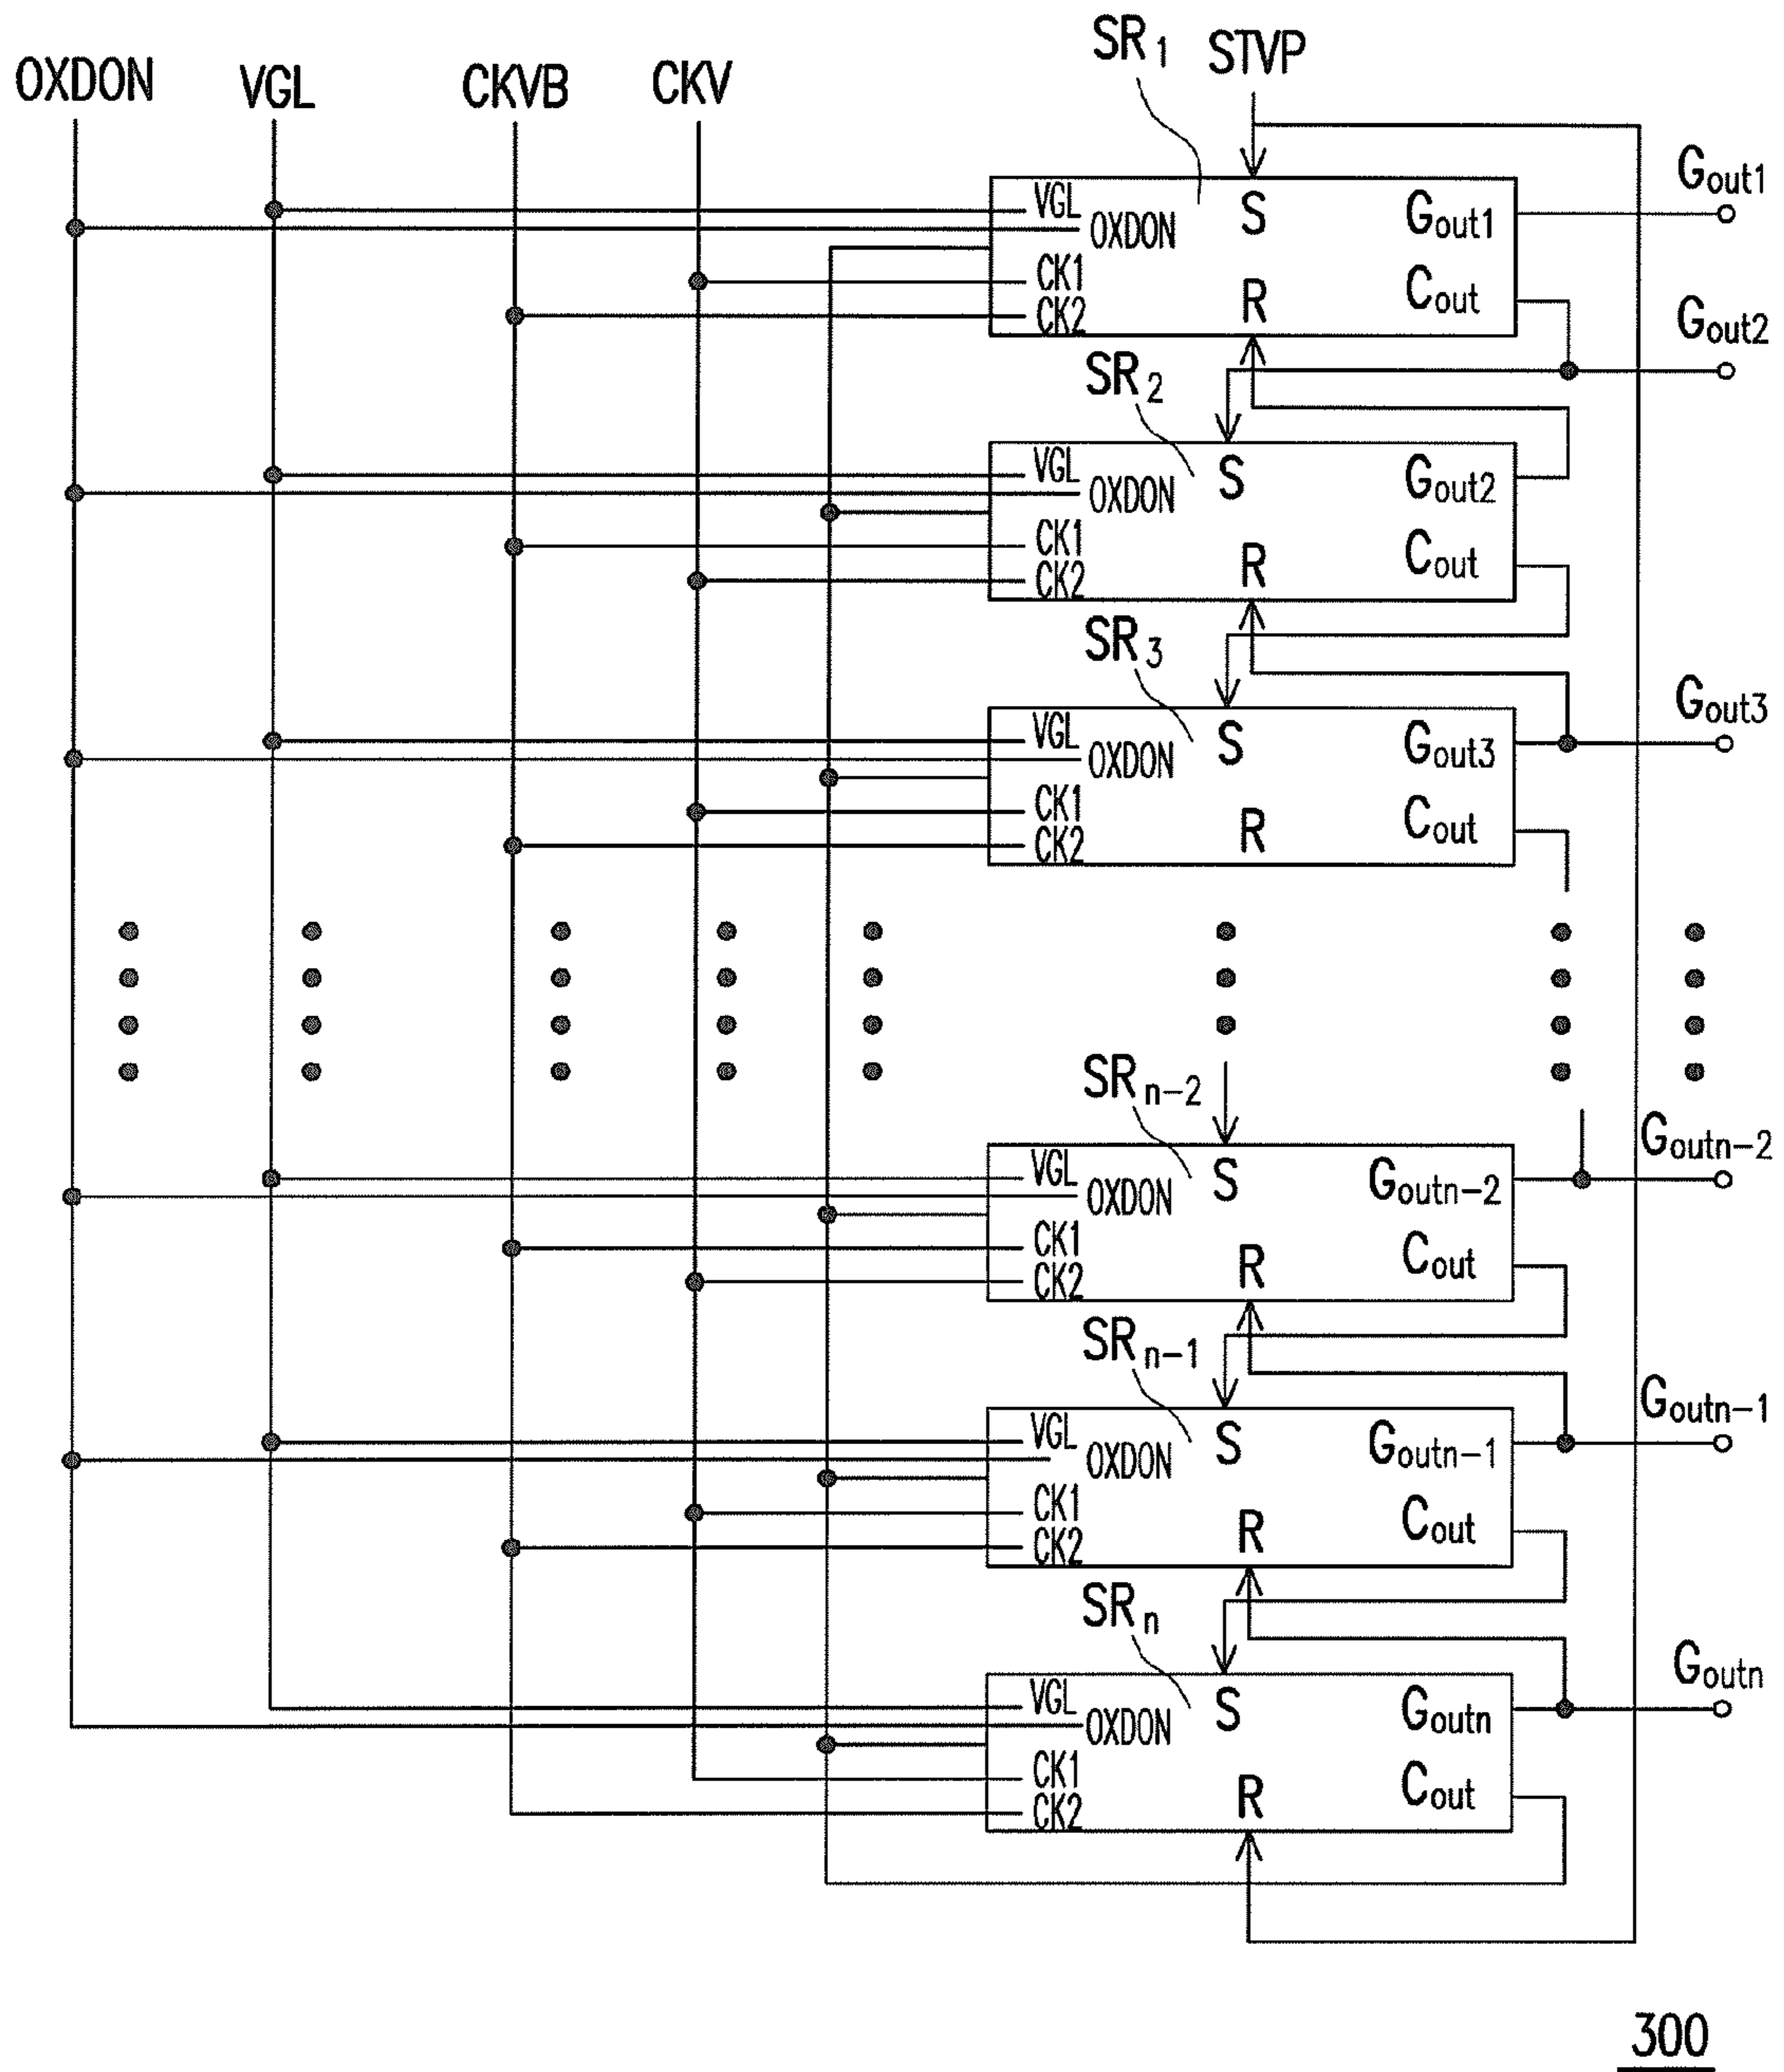 SR1 STVP
OXDON VGL CKVB CKV
Gout1
VGL S Gout1
OXDON
CK1 R Cout
CK2
Gout2
SR2
VGL S Gout2
OXDON
CK1 R Cout
CK2
SR3
Gout3
VGL S Gout3
OXDON
CK1 R Cout
CK2
SRn-2
Goutn-2
VGL S Goutn-2
OXDON
CK1 R Cout
CK2
SRn-1
Goutn-1
VGL S Goutn-1
OXDON
CK1 R Cout
CK2
SRn
Goutn
VGL S Goutn
OXDON
CK1 R Cout
CK2
300